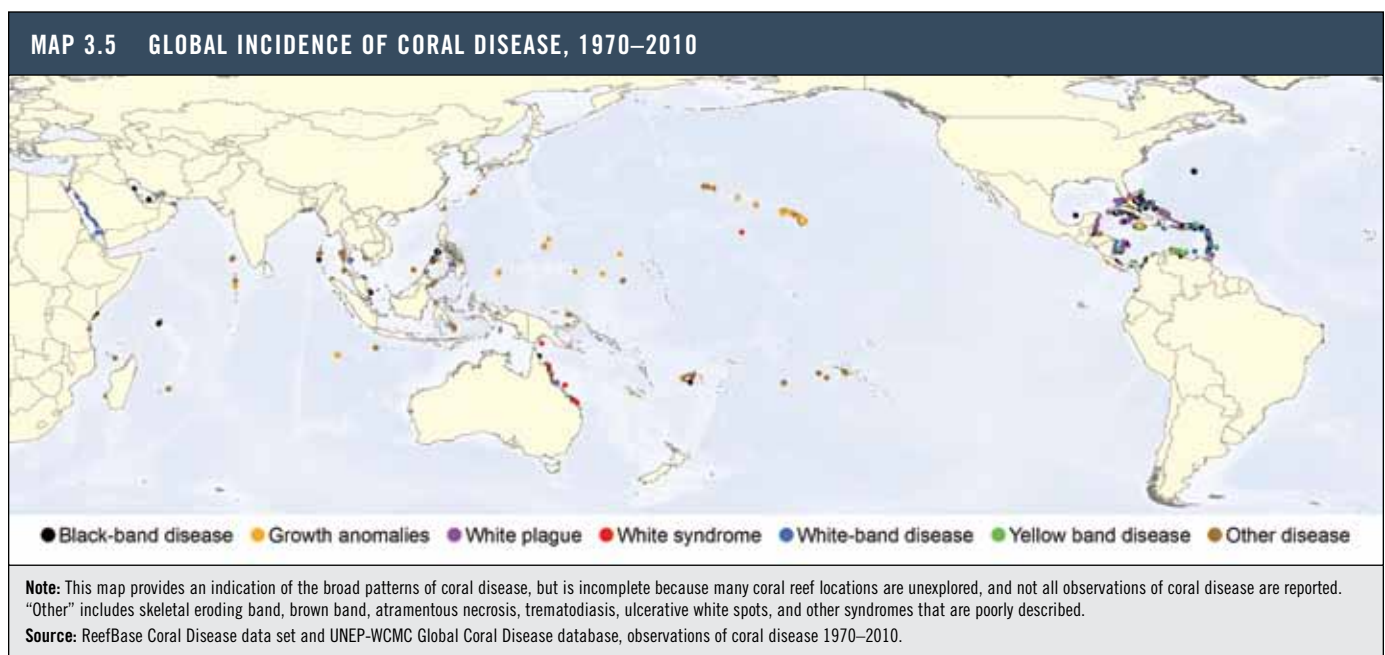 MAP 3.5 GLOBAL INCIDENCE OF CORAL DISEASE, 1970–2010
Black-band disease Growth anomalies White plague White syndrome White-band disease Yellow band disease Other disease
Note: This map provides an indication of the broad patterns of coral disease, but is incomplete because many coral reef locations are unexplored, and not all observations of coral disease are reported.
“Other” includes skeletal eroding band, brown band, atramentous necrosis, trematodiasis, ulcerative white spots, and other syndromes that are poorly described.
Source: ReefBase Coral Disease data set and UNEP-WCMC Global Coral Disease database, observations of coral disease 1970–2010.